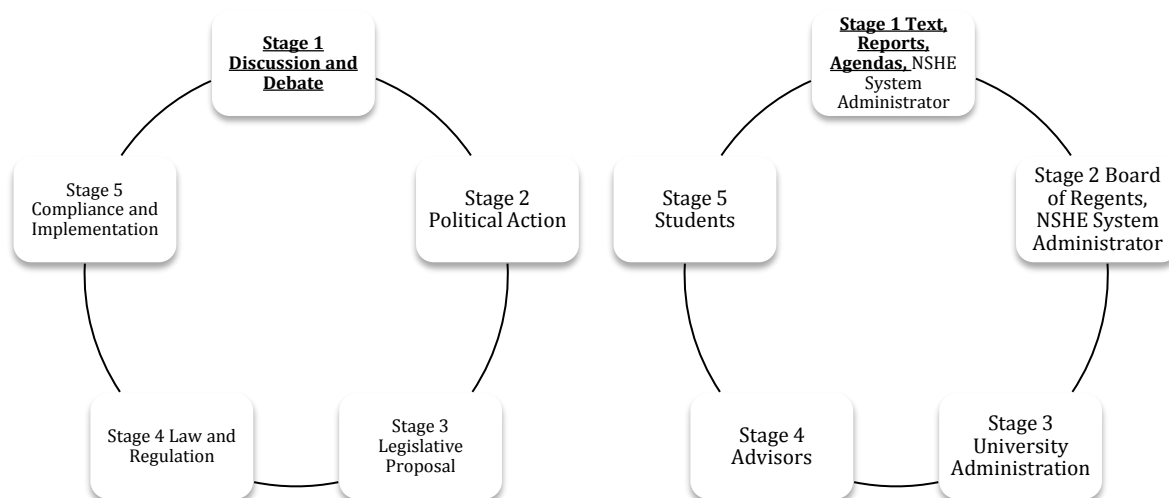 Stage 1
Discussion and
Debate
Stage 2
Political Action
Stage 3
Legislative
Proposal
Stage 4 Law and
Regulation
Stage 5
Compliance and
Implementation
Stage 1 Text,
Reports,
Agendas, NSHE
System
Administrator
Stage 2 Board
of Regents,
NSHE System
Administrator
Stage 3
University
Administration
Stage 4
Advisors
Stage 5
Students